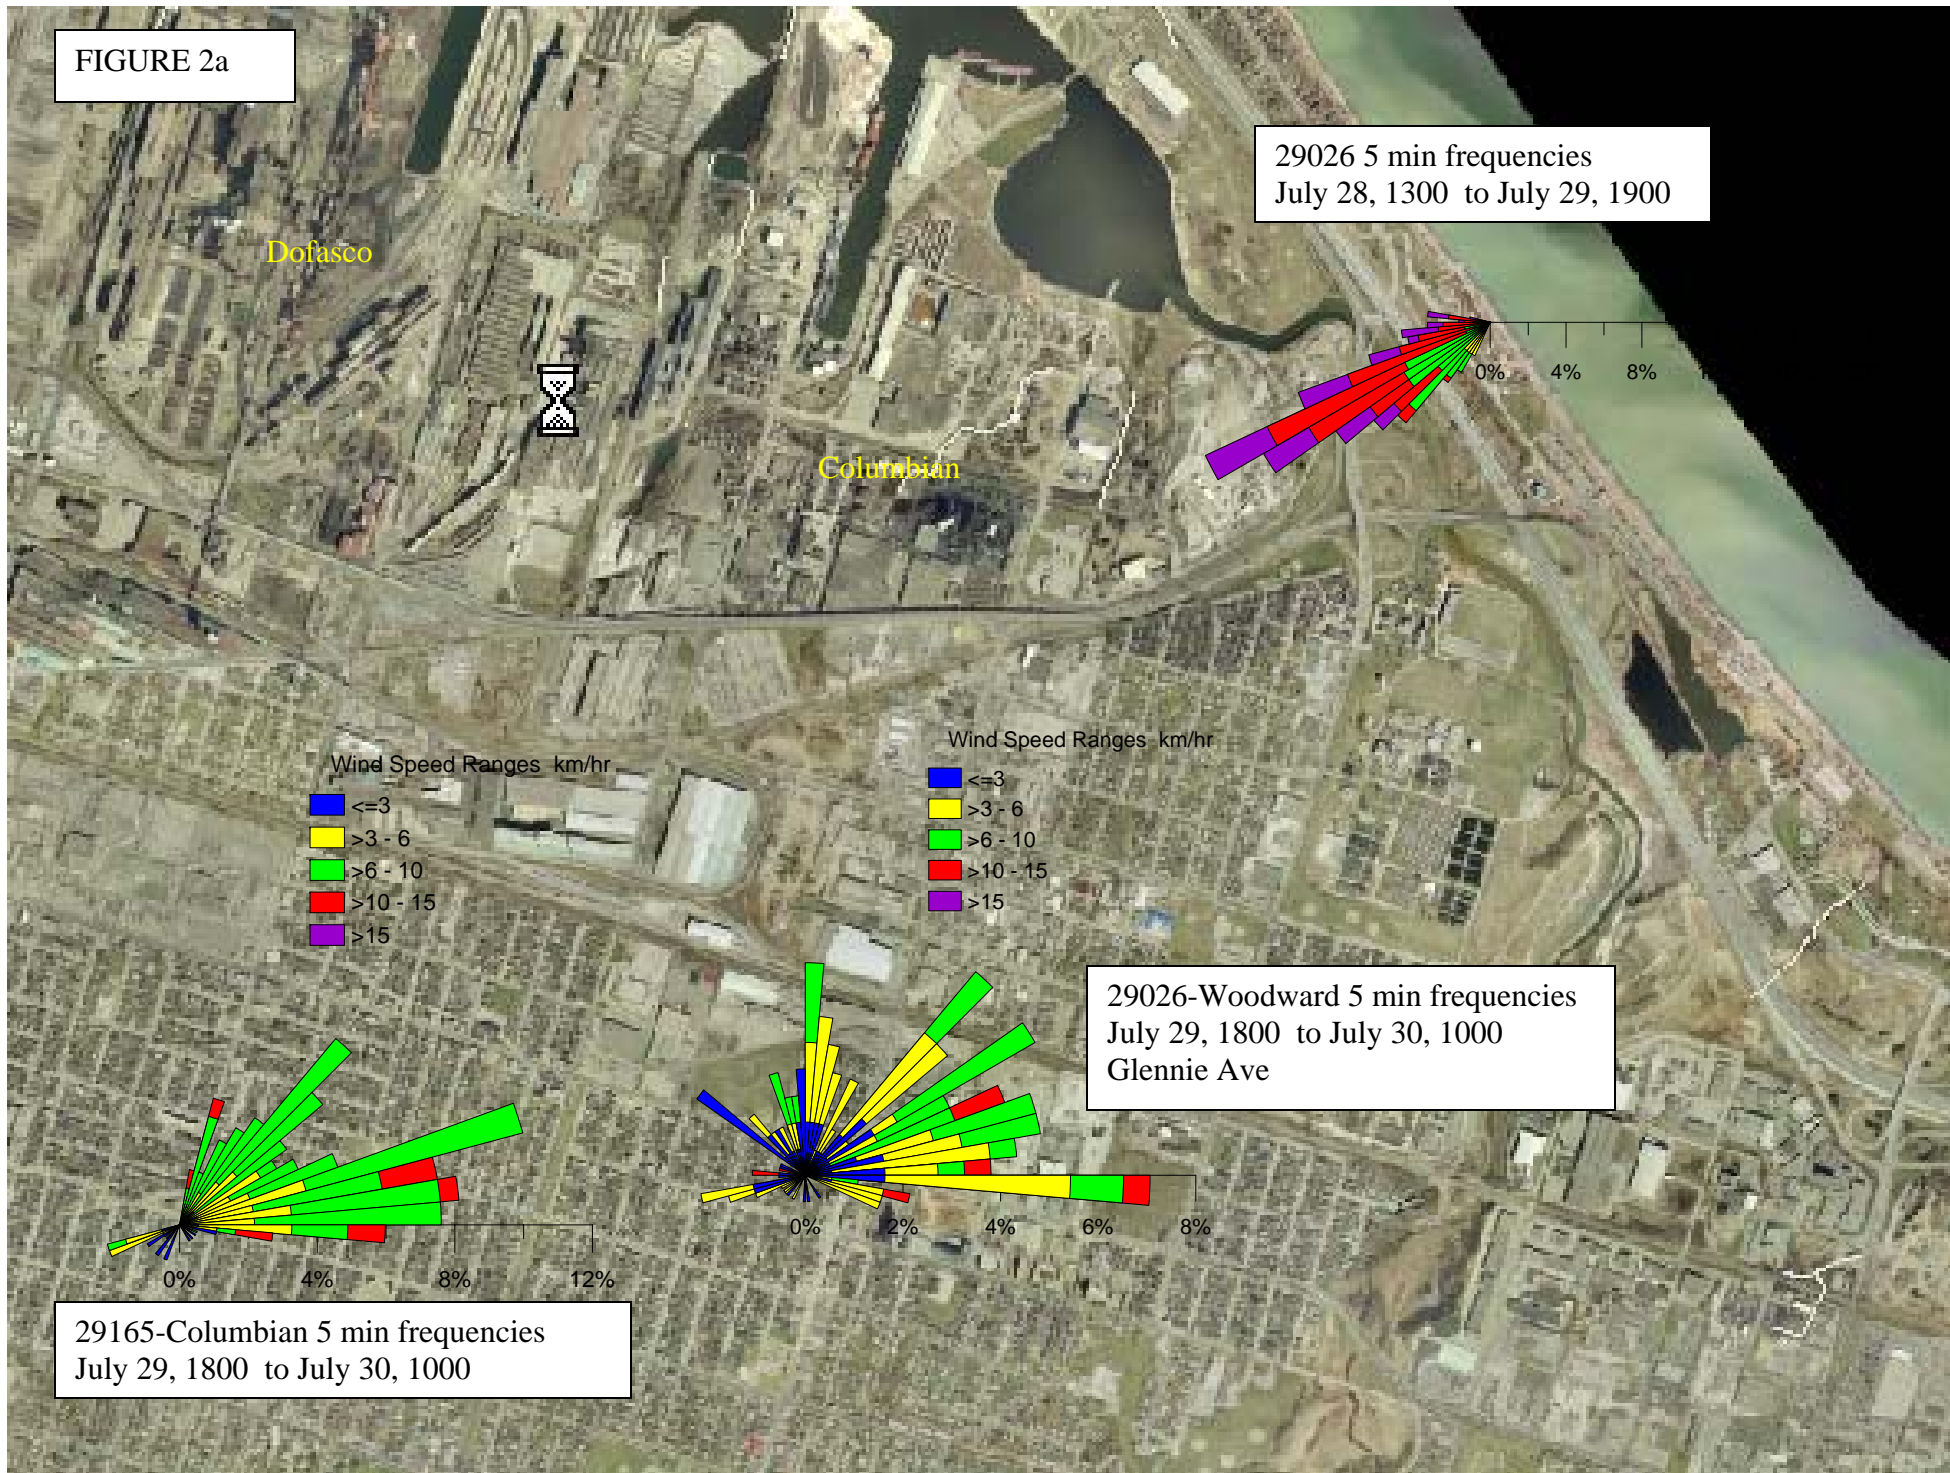 FIGURE 2a
29026 5 min frequencies
July 28, 1300 to July 29, 1900
Dofasco
0% 4% 8%
Columbian
Wind Speed Ranges km/hr
<=3
>3 - 6
>6 - 10
>10 - 15
>15
Wind Speed Ranges km/hr
<=3
>3 - 6
>6 - 10
>10 - 15
>15
29026-Woodward 5 min frequencies
July 29, 1800 to July 30, 1000
Glennie Ave
0% 2% 4% 6% 8%
0% 4% 8% 12%
29165-Columbian 5 min frequencies
July 29, 1800 to July 30, 1000